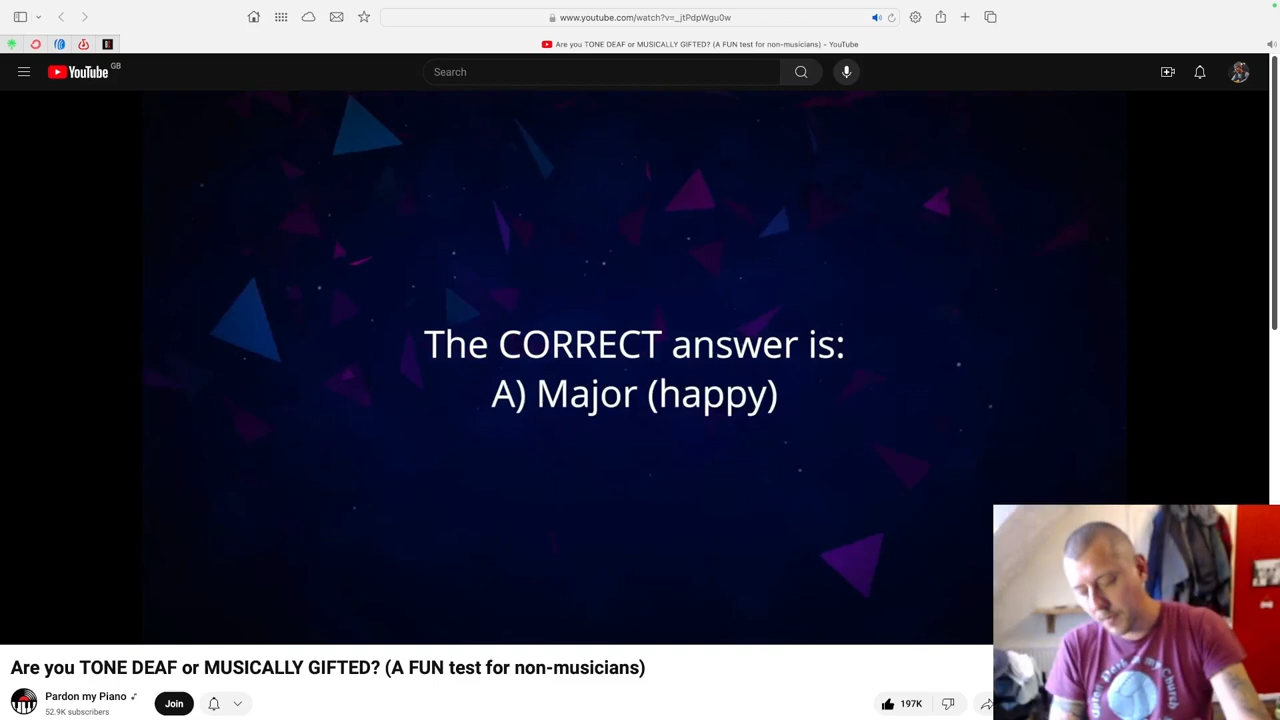 www.youtube.com/watch?v=_jtPdpWgu0w
Are you TONE DEAF or MUSICALLY GIFTED? (A FUN test for non-musicians) - YouTube
YouTube GB
Search
The CORRECT answer is:
A) Major (happy)
Are you TONE DEAF or MUSICALLY GIFTED? (A FUN test for non-musicians)
Pardon my Piano
52.9K subscribers
Join
197K